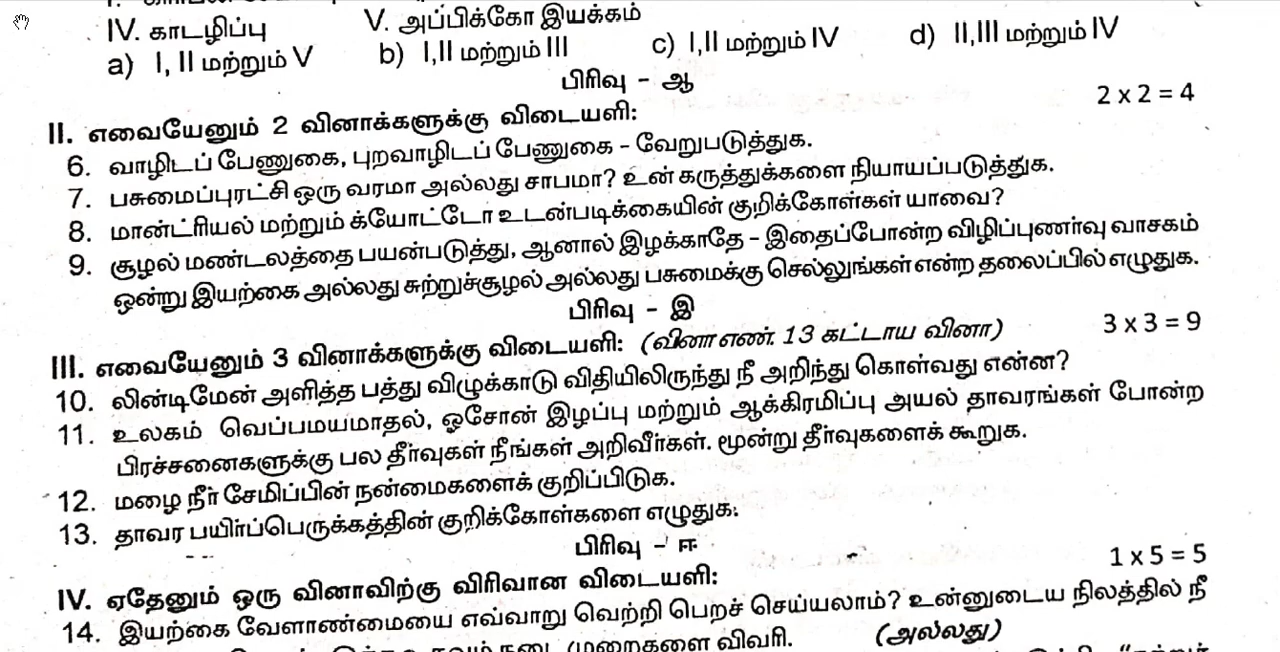 IV. காடழிப்பு V. அப்பிக்கோ இயக்கம்
a) I, II மற்றும் V b) I,II மற்றும் III c) I,II மற்றும் IV d) II,III மற்றும் IV
பிரிவு - ஆ
II. எவையேனும் 2 வினாக்களுக்கு விடையளி: 2 x 2 = 4
6. வாழிடப் பேணுகை, புறவாழிடப் பேணுகை – வேறுபடுத்துக.
7. பசுமைப்புரட்சி ஒரு வரமா அல்லது சாபமா? உன் கருத்துக்களை நியாயப்படுத்துக.
8. மான்ட்ரியல் மற்றும் க்யோட்டோ உடன்படிக்கையின் குறிக்கோள்கள் யாவை?
9. சூழல் மண்டலத்தை பயன்படுத்து, ஆனால் இழக்காதே – இதைப்போன்ற விழிப்புணர்வு வாசகம்
ஒன்று இயற்கை அல்லது சுற்றுச்சூழல் அல்லது பசுமைக்கு செல்லுங்கள் என்ற தலைப்பில் எழுதுக.
பிரிவு - இ
III. எவையேனும் 3 வினாக்களுக்கு விடையளி: (வினா எண். 13 கட்டாய வினா) 3 x 3 = 9
10. லின்டிமேன் அளித்த பத்து விழுக்காடு விதியிலிருந்து நீ அறிந்து கொள்வது என்ன?
11. உலகம் வெப்பமயமாதல், ஓசோன் இழப்பு மற்றும் ஆக்கிரமிப்பு அயல் தாவரங்கள் போன்ற
பிரச்சனைகளுக்கு பல தீர்வுகள் நீங்கள் அறிவீர்கள். மூன்று தீர்வுகளைக் கூறுக.
12. மழை நீர் சேமிப்பின் நன்மைகளைக் குறிப்பிடுக.
13. தாவர பயிர்ப்பெருக்கத்தின் குறிக்கோள்களை எழுதுக:
பிரிவு - ஈ
IV. ஏதேனும் ஒரு வினாவிற்கு விரிவான விடையளி: 1 x 5 = 5
14. இயற்கை வேளாண்மையை எவ்வாறு வெற்றி பெறச் செய்யலாம்? உன்னுடைய நிலத்தில் நீ
முறைகளை விவரி. (அல்லது)